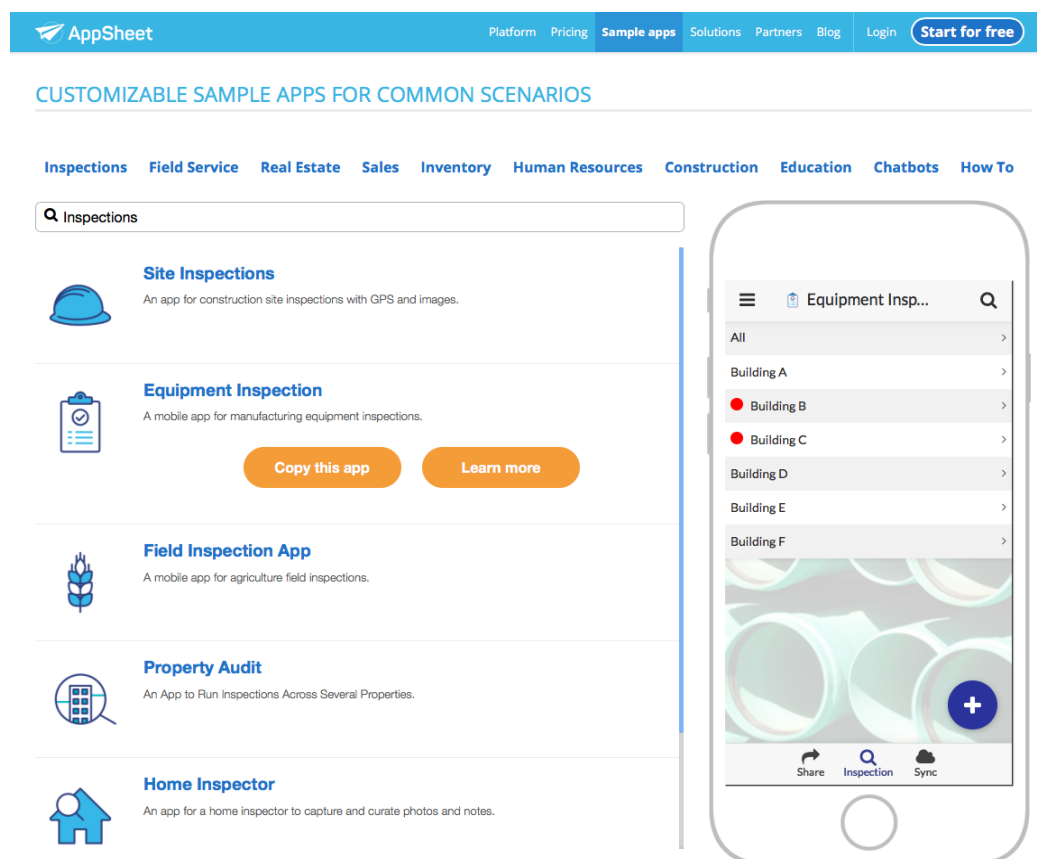 AppSheet
Platform Pricing Sample apps Solutions Partners Blog Login Start for free
CUSTOMIZABLE SAMPLE APPS FOR COMMON SCENARIOS
Inspections Field Service Real Estate Sales Inventory Human Resources Construction Education Chatbots How To
Inspections
Site Inspections
An app for construction site inspections with GPS and images.
Equipment Inspection
A mobile app for manufacturing equipment inspections.
Copy this app Learn more
Field Inspection App
A mobile app for agriculture field inspections.
Property Audit
An App to Run Inspections Across Several Properties.
Home Inspector
An app for a home inspector to capture and curate photos and notes.
Equipment Insp...
All
Building A
Building B
Building C
Building D
Building E
Building F
Share Inspection Sync